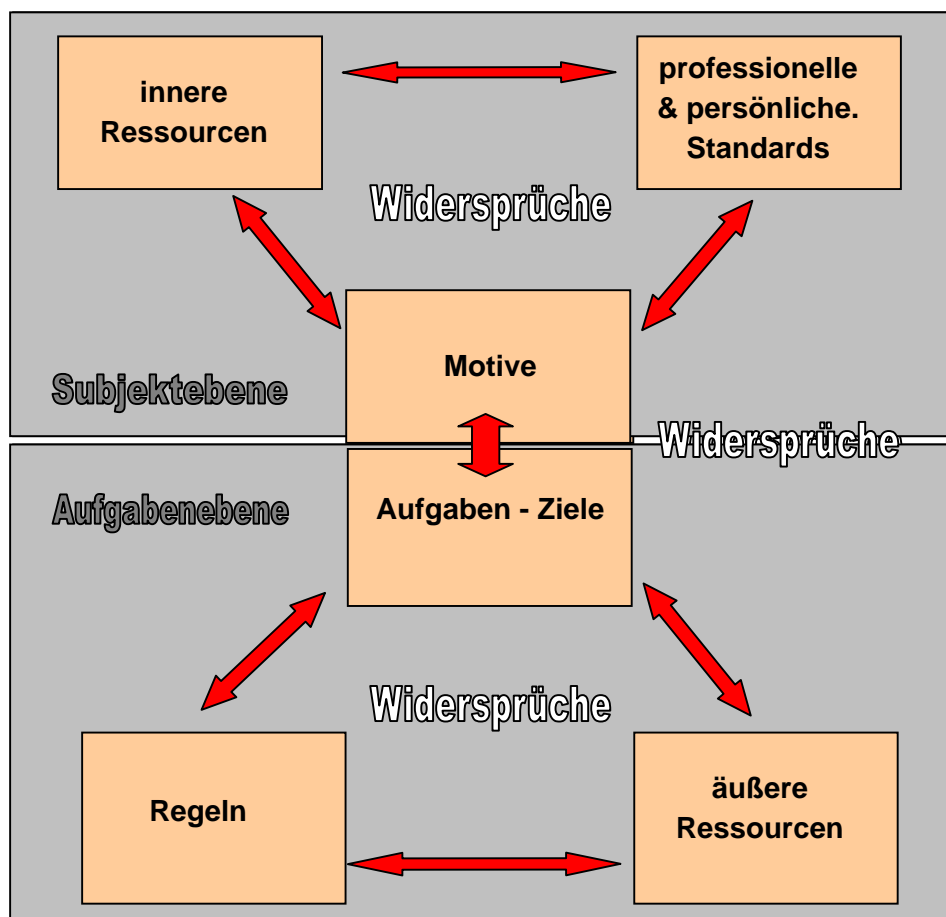 innere
Ressourcen
professionelle
& persönliche.
Standards
Widersprüche
Motive
Subjektebene
Widersprüche
Aufgabenebene
Aufgaben - Ziele
Widersprüche
Regeln
äußere
Ressourcen